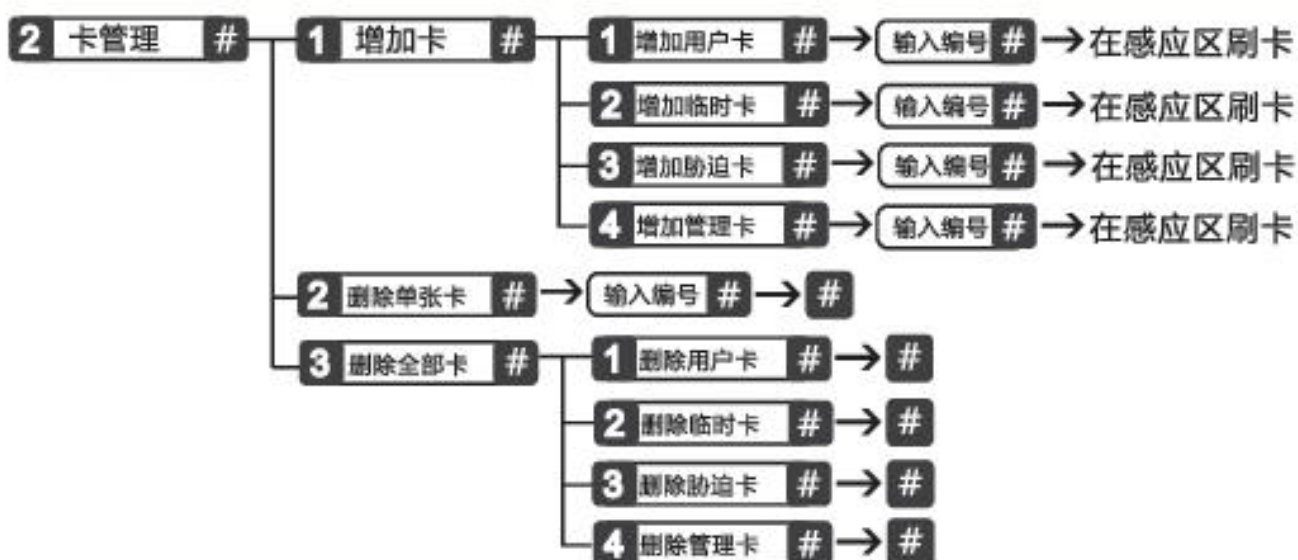 2 卡管理 # 1 增加卡 # 1 增加用户卡 # → 输入编号 # → 在感应区刷卡
2 增加临时卡 # → 输入编号 # → 在感应区刷卡
3 增加胁迫卡 # → 输入编号 # → 在感应区刷卡
4 增加管理卡 # → 输入编号 # → 在感应区刷卡
2 删除单张卡 # → 输入编号 # → #
3 删除全部卡 # 1 删除用户卡 # → #
2 删除临时卡 # → #
3 删除胁迫卡 # → #
4 删除管理卡 # → #